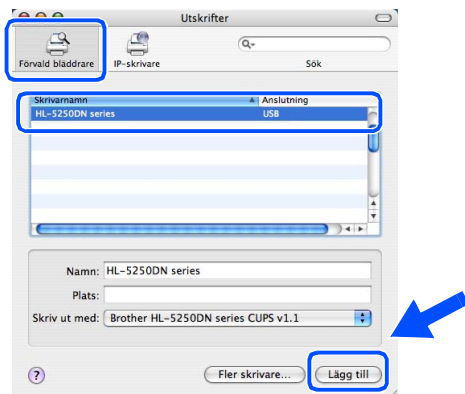 Utskrifter
Förvald bläddrare
IP-skrivare
Sök
Skrivarnamn Anslutning
HL-5250DN series USB
Namn: HL-5250DN series
Plats:
Skriv ut med: Brother HL-5250DN series CUPS v1.1
? Fler skrivare... Lägg till